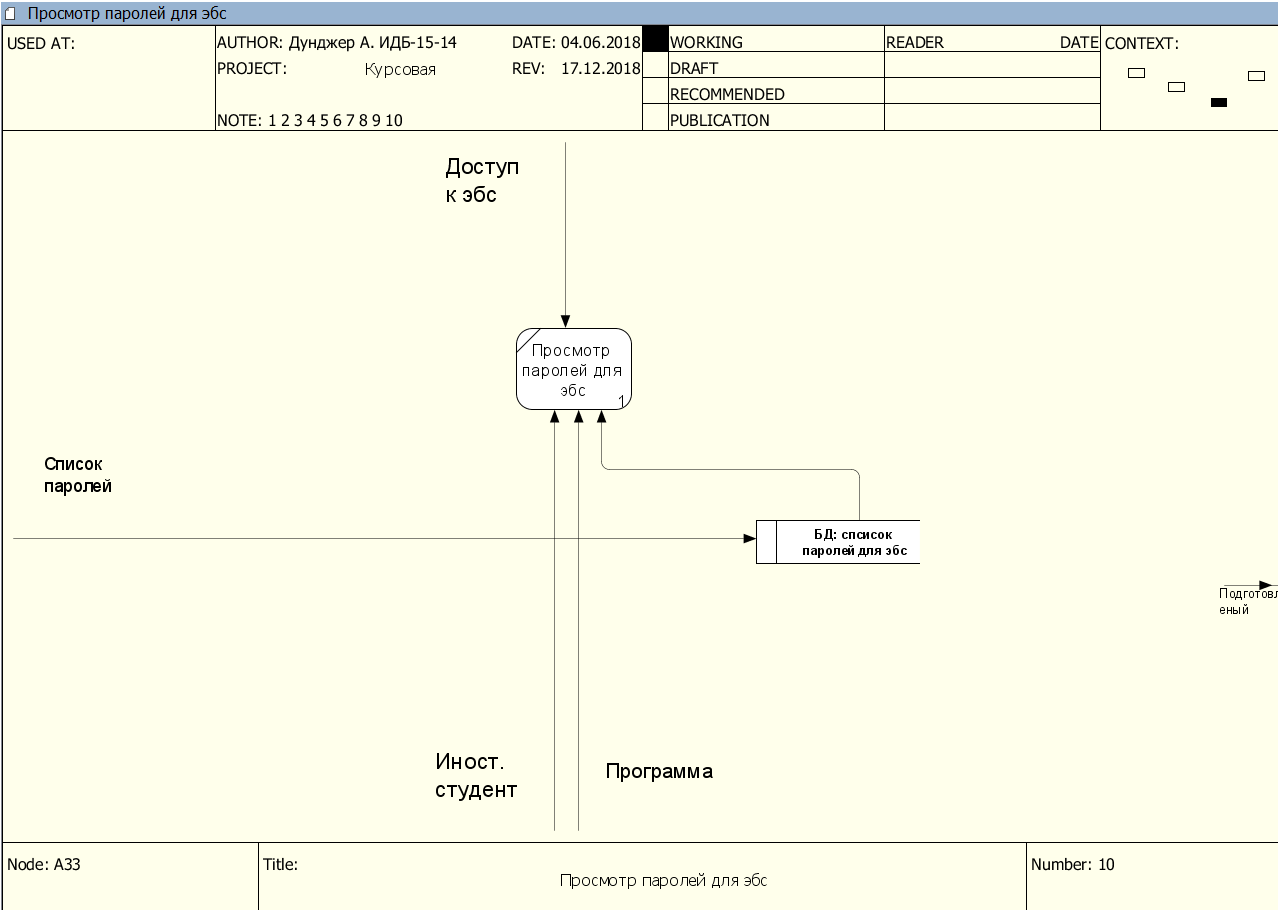 Просмотр паролей для эбс
USED AT:
AUTHOR: Дунджер А. ИДБ-15-14
DATE: 04.06.2018
PROJECT: Курсовая
REV: 17.12.2018
NOTE: 1 2 3 4 5 6 7 8 9 10
WORKING
DRAFT
RECOMMENDED
PUBLICATION
READER DATE
CONTEXT:
Доступ
к эбс
Просмотр
паролей для
эбс
1
Список
паролей
БД: спсисок
паролей для эбс
Подготовл
еный
Иност.
студент
Программа
Node: A33
Title:
Просмотр паролей для эбс
Number: 10